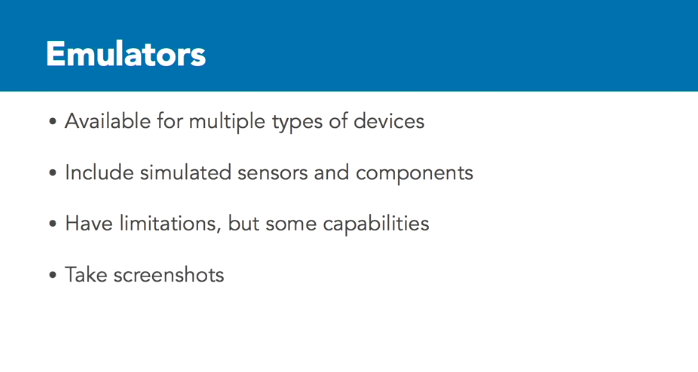 Emulators
• Available for multiple types of devices
• Include simulated sensors and components
• Have limitations, but some capabilities
• Take screenshots